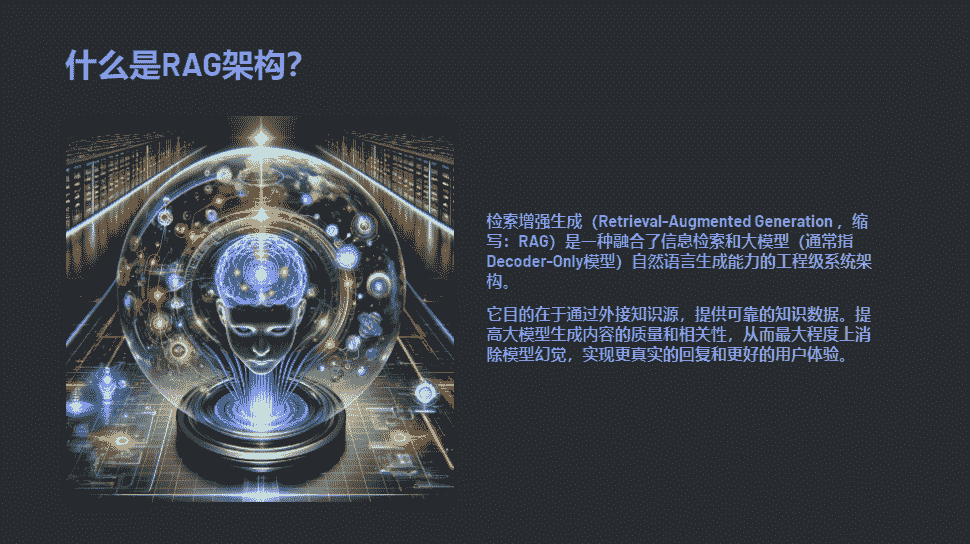 什么是RAG架构？
检索增强生成（Retrieval-Augmented Generation ，缩
写：RAG）是一种融合了信息检索和大模型（通常指
Decoder-Only模型）自然语言生成能力的工程级系统架
构。
它目的在于通过外接知识源，提供可靠的知识数据。提
高大模型生成内容的质量和相关性，从而最大程度上消
除模型幻觉，实现更真实的回复和更好的用户体验。